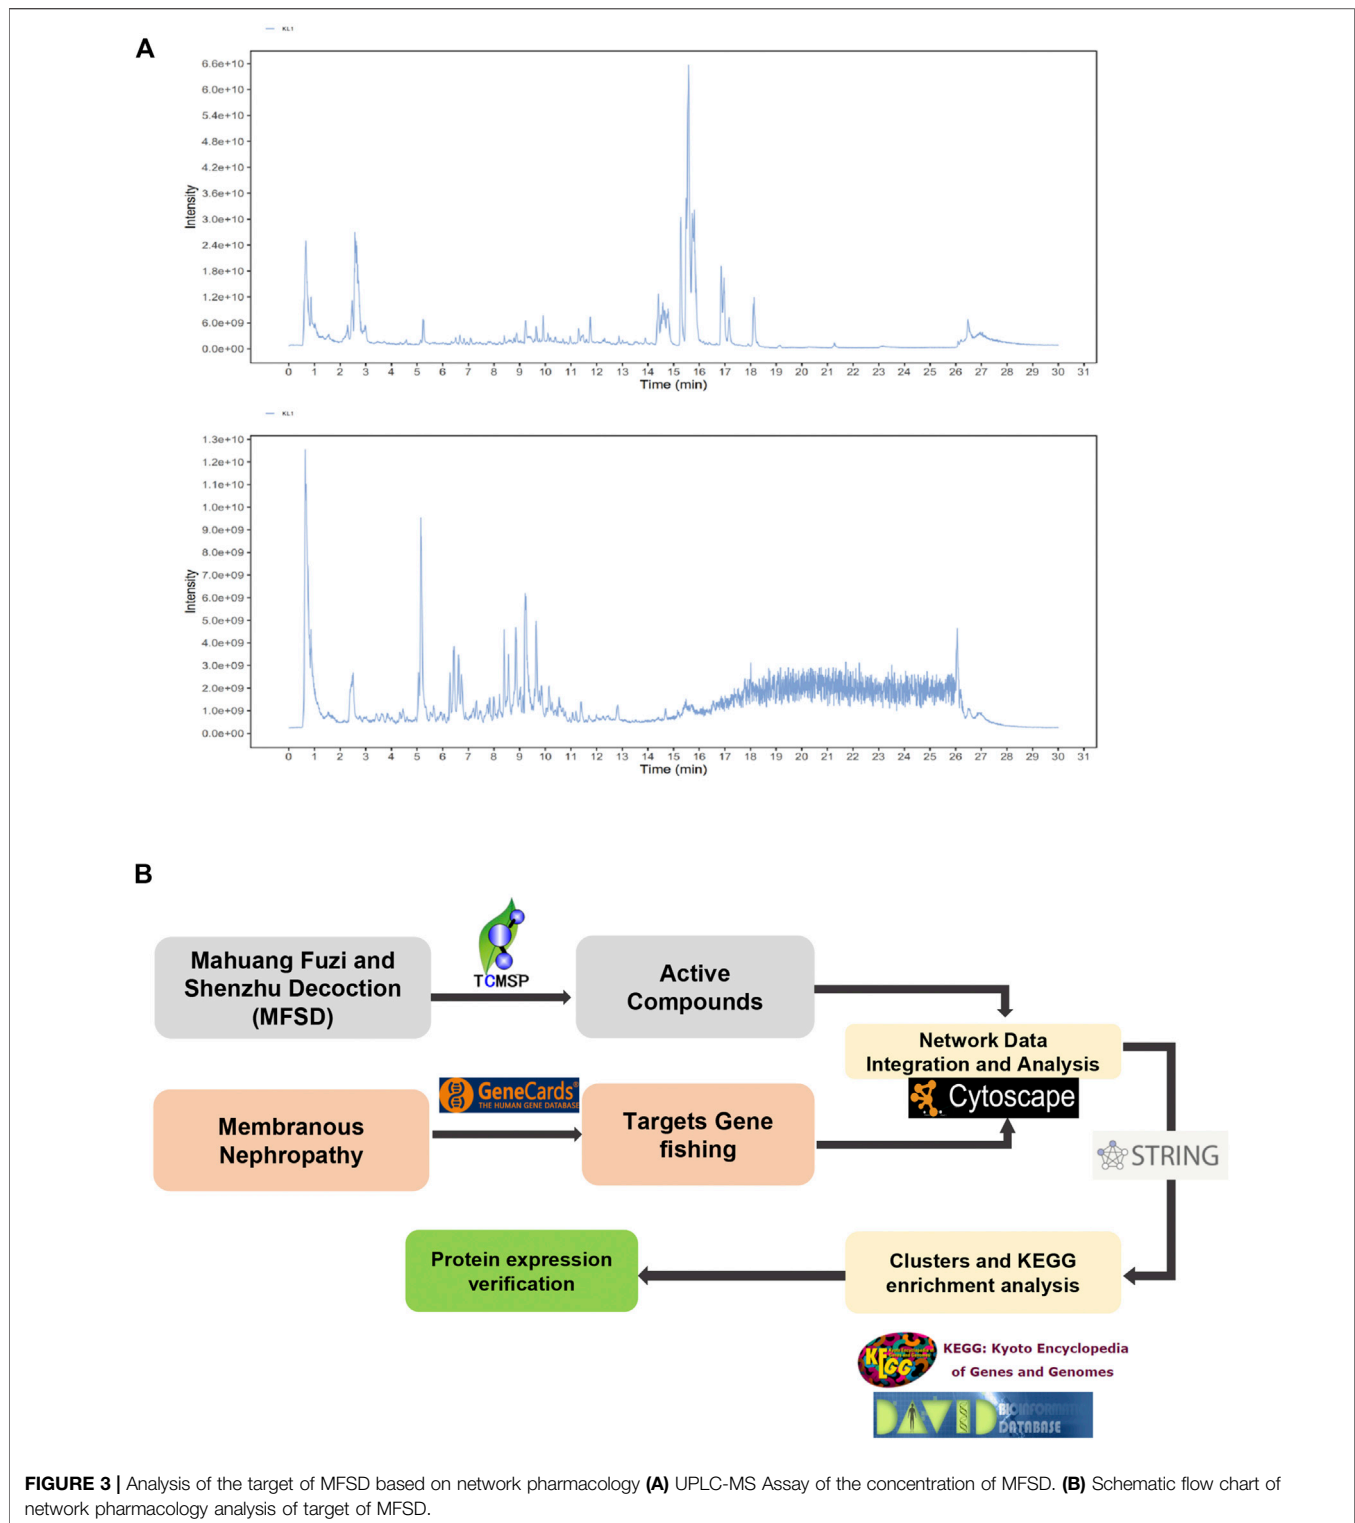 A
KL1
6.6e+10
6.0e+10
5.4e+10
4.8e+10
4.2e+10
3.6e+10
3.0e+10
2.4e+10
1.8e+10
1.2e+10
6.0e+09
0.0e+00
Intensity
0 1 2 3 4 5 6 7 8 9 10 11 12 13 14 15 16 17 18 19 20 21 22 23 24 25 26 27 28 29 30 31
Time (min)
KL1
1.3e+10
1.2e+10
1.1e+10
1.0e+10
9.0e+09
8.0e+09
7.0e+09
6.0e+09
5.0e+09
4.0e+09
3.0e+09
2.0e+09
1.0e+09
0.0e+00
Intensity
0 1 2 3 4 5 6 7 8 9 10 11 12 13 14 15 16 17 18 19 20 21 22 23 24 25 26 27 28 29 30 31
Time (min)
B
Mahuang Fuzi and
Shenzhu Decoction
(MFSD)
TCMSP
Active
Compounds
Network Data
Integration and Analysis
Cytoscape
Membranous
Nephropathy
GeneCards®
THE HUMAN GENE DATABASE
Targets Gene
fishing
STRING
Protein expression
verification
Clusters and KEGG
enrichment analysis
KEGG
KEGG: Kyoto Encyclopedia
of Genes and Genomes
DAVID
DATABASE
FIGURE 3 | Analysis of the target of MFSD based on network pharmacology (A) UPLC-MS Assay of the concentration of MFSD. (B) Schematic flow chart of
network pharmacology analysis of target of MFSD.